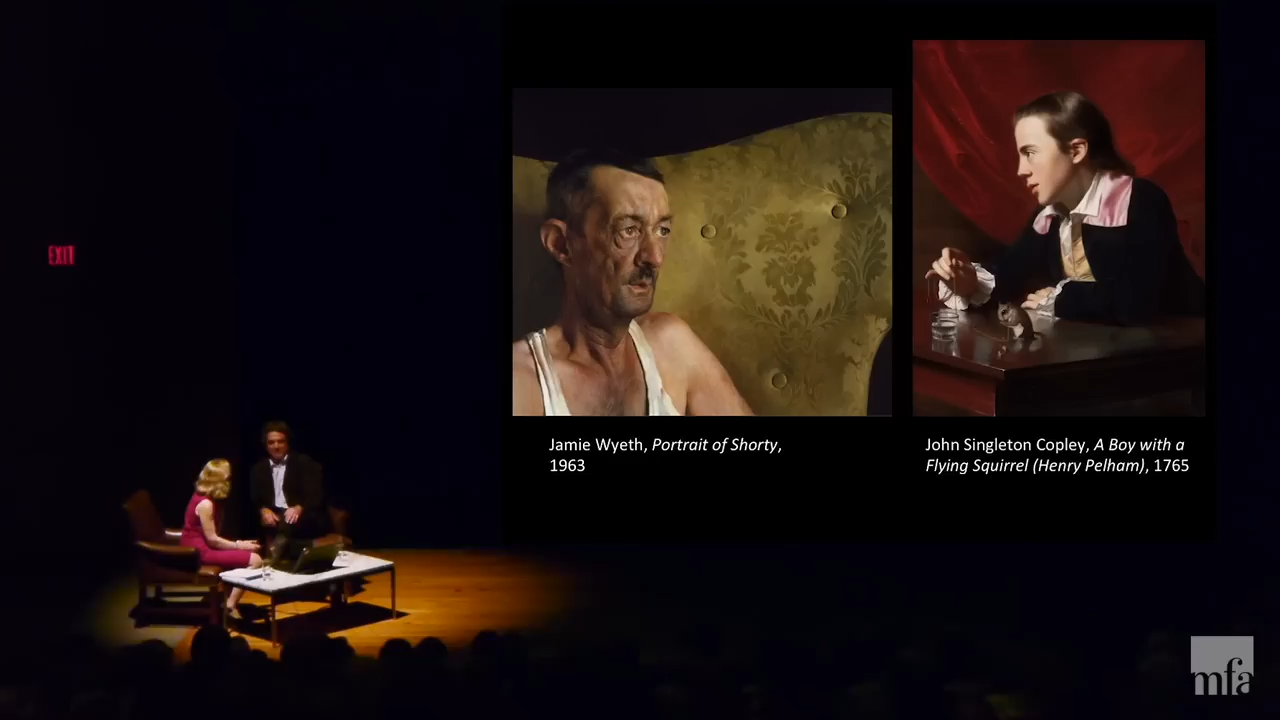 EXIT
Jamie Wyeth, Portrait of Shorty,
1963
John Singleton Copley, A Boy with a
Flying Squirrel (Henry Pelham), 1765
mfa